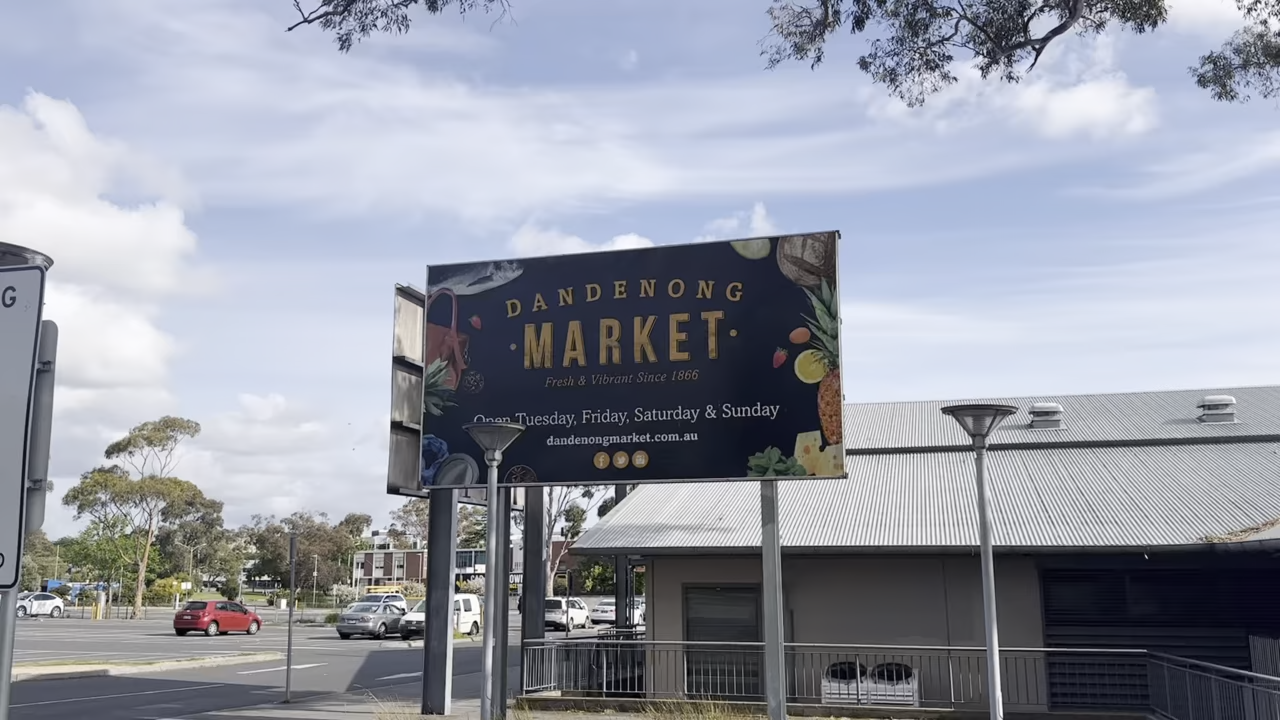 G
DANDENONG
MARKET
Fresh & Vibrant Since 1866
Open Tuesday, Friday, Saturday & Sunday
dandenongmarket.com.au